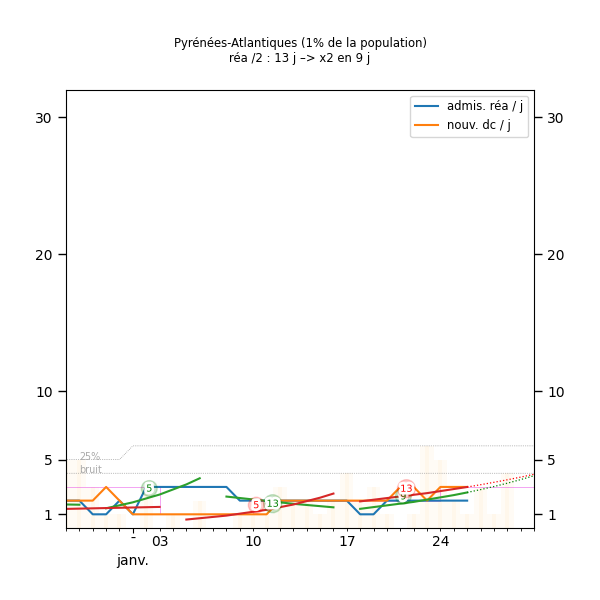 Pyrénées-Atlantiques (1% de la population)
réa /2 : 13 j –> x2 en 9 j
admis. réa / j
nouv. dc / j
30 30
20 20
10 10
5 5
1 1
25%
bruit
5
5 13
13
9
- 03 10 17 24
janv.